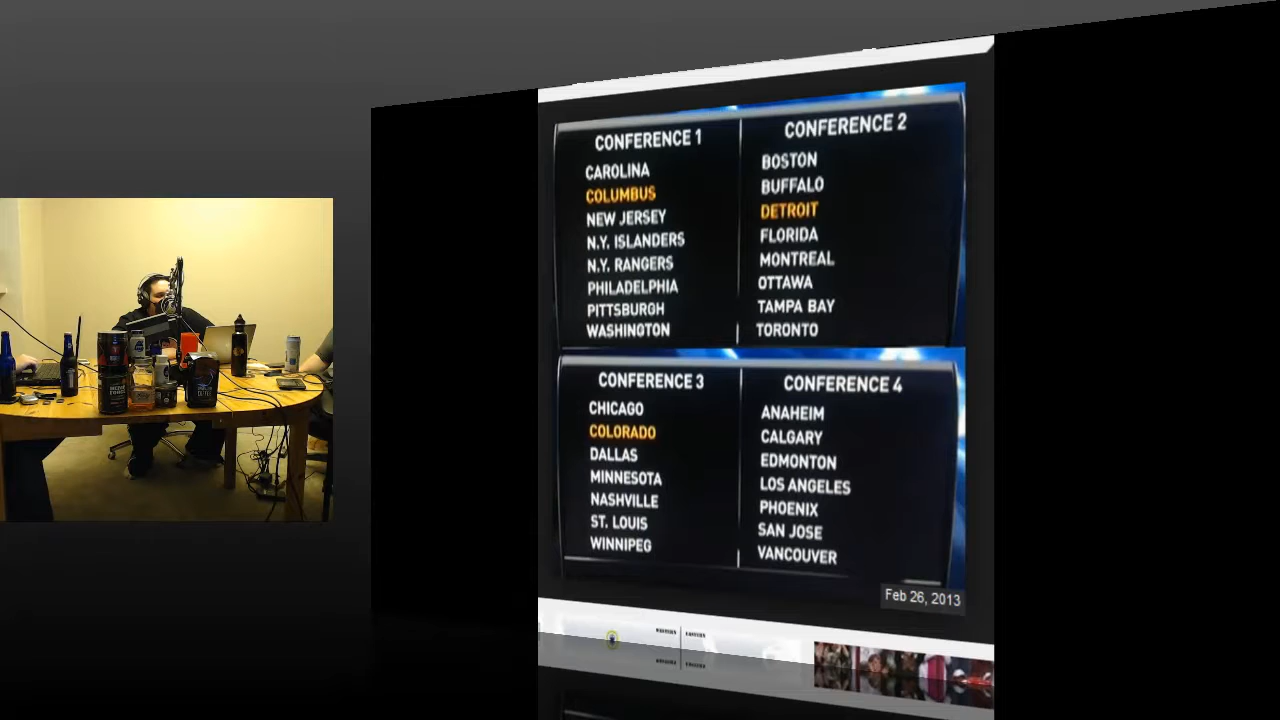 CONFERENCE 1
CAROLINA
COLUMBUS
NEW JERSEY
N.Y. ISLANDERS
N.Y. RANGERS
PHILADELPHIA
PITTSBURGH
WASHINGTON
CONFERENCE 2
BOSTON
BUFFALO
DETROIT
FLORIDA
MONTREAL
OTTAWA
TAMPA BAY
TORONTO
CONFERENCE 3
CHICAGO
COLORADO
DALLAS
MINNESOTA
NASHVILLE
ST. LOUIS
WINNIPEG
CONFERENCE 4
ANAHEIM
CALGARY
EDMONTON
LOS ANGELES
PHOENIX
SAN JOSE
VANCOUVER
Feb 26, 2013